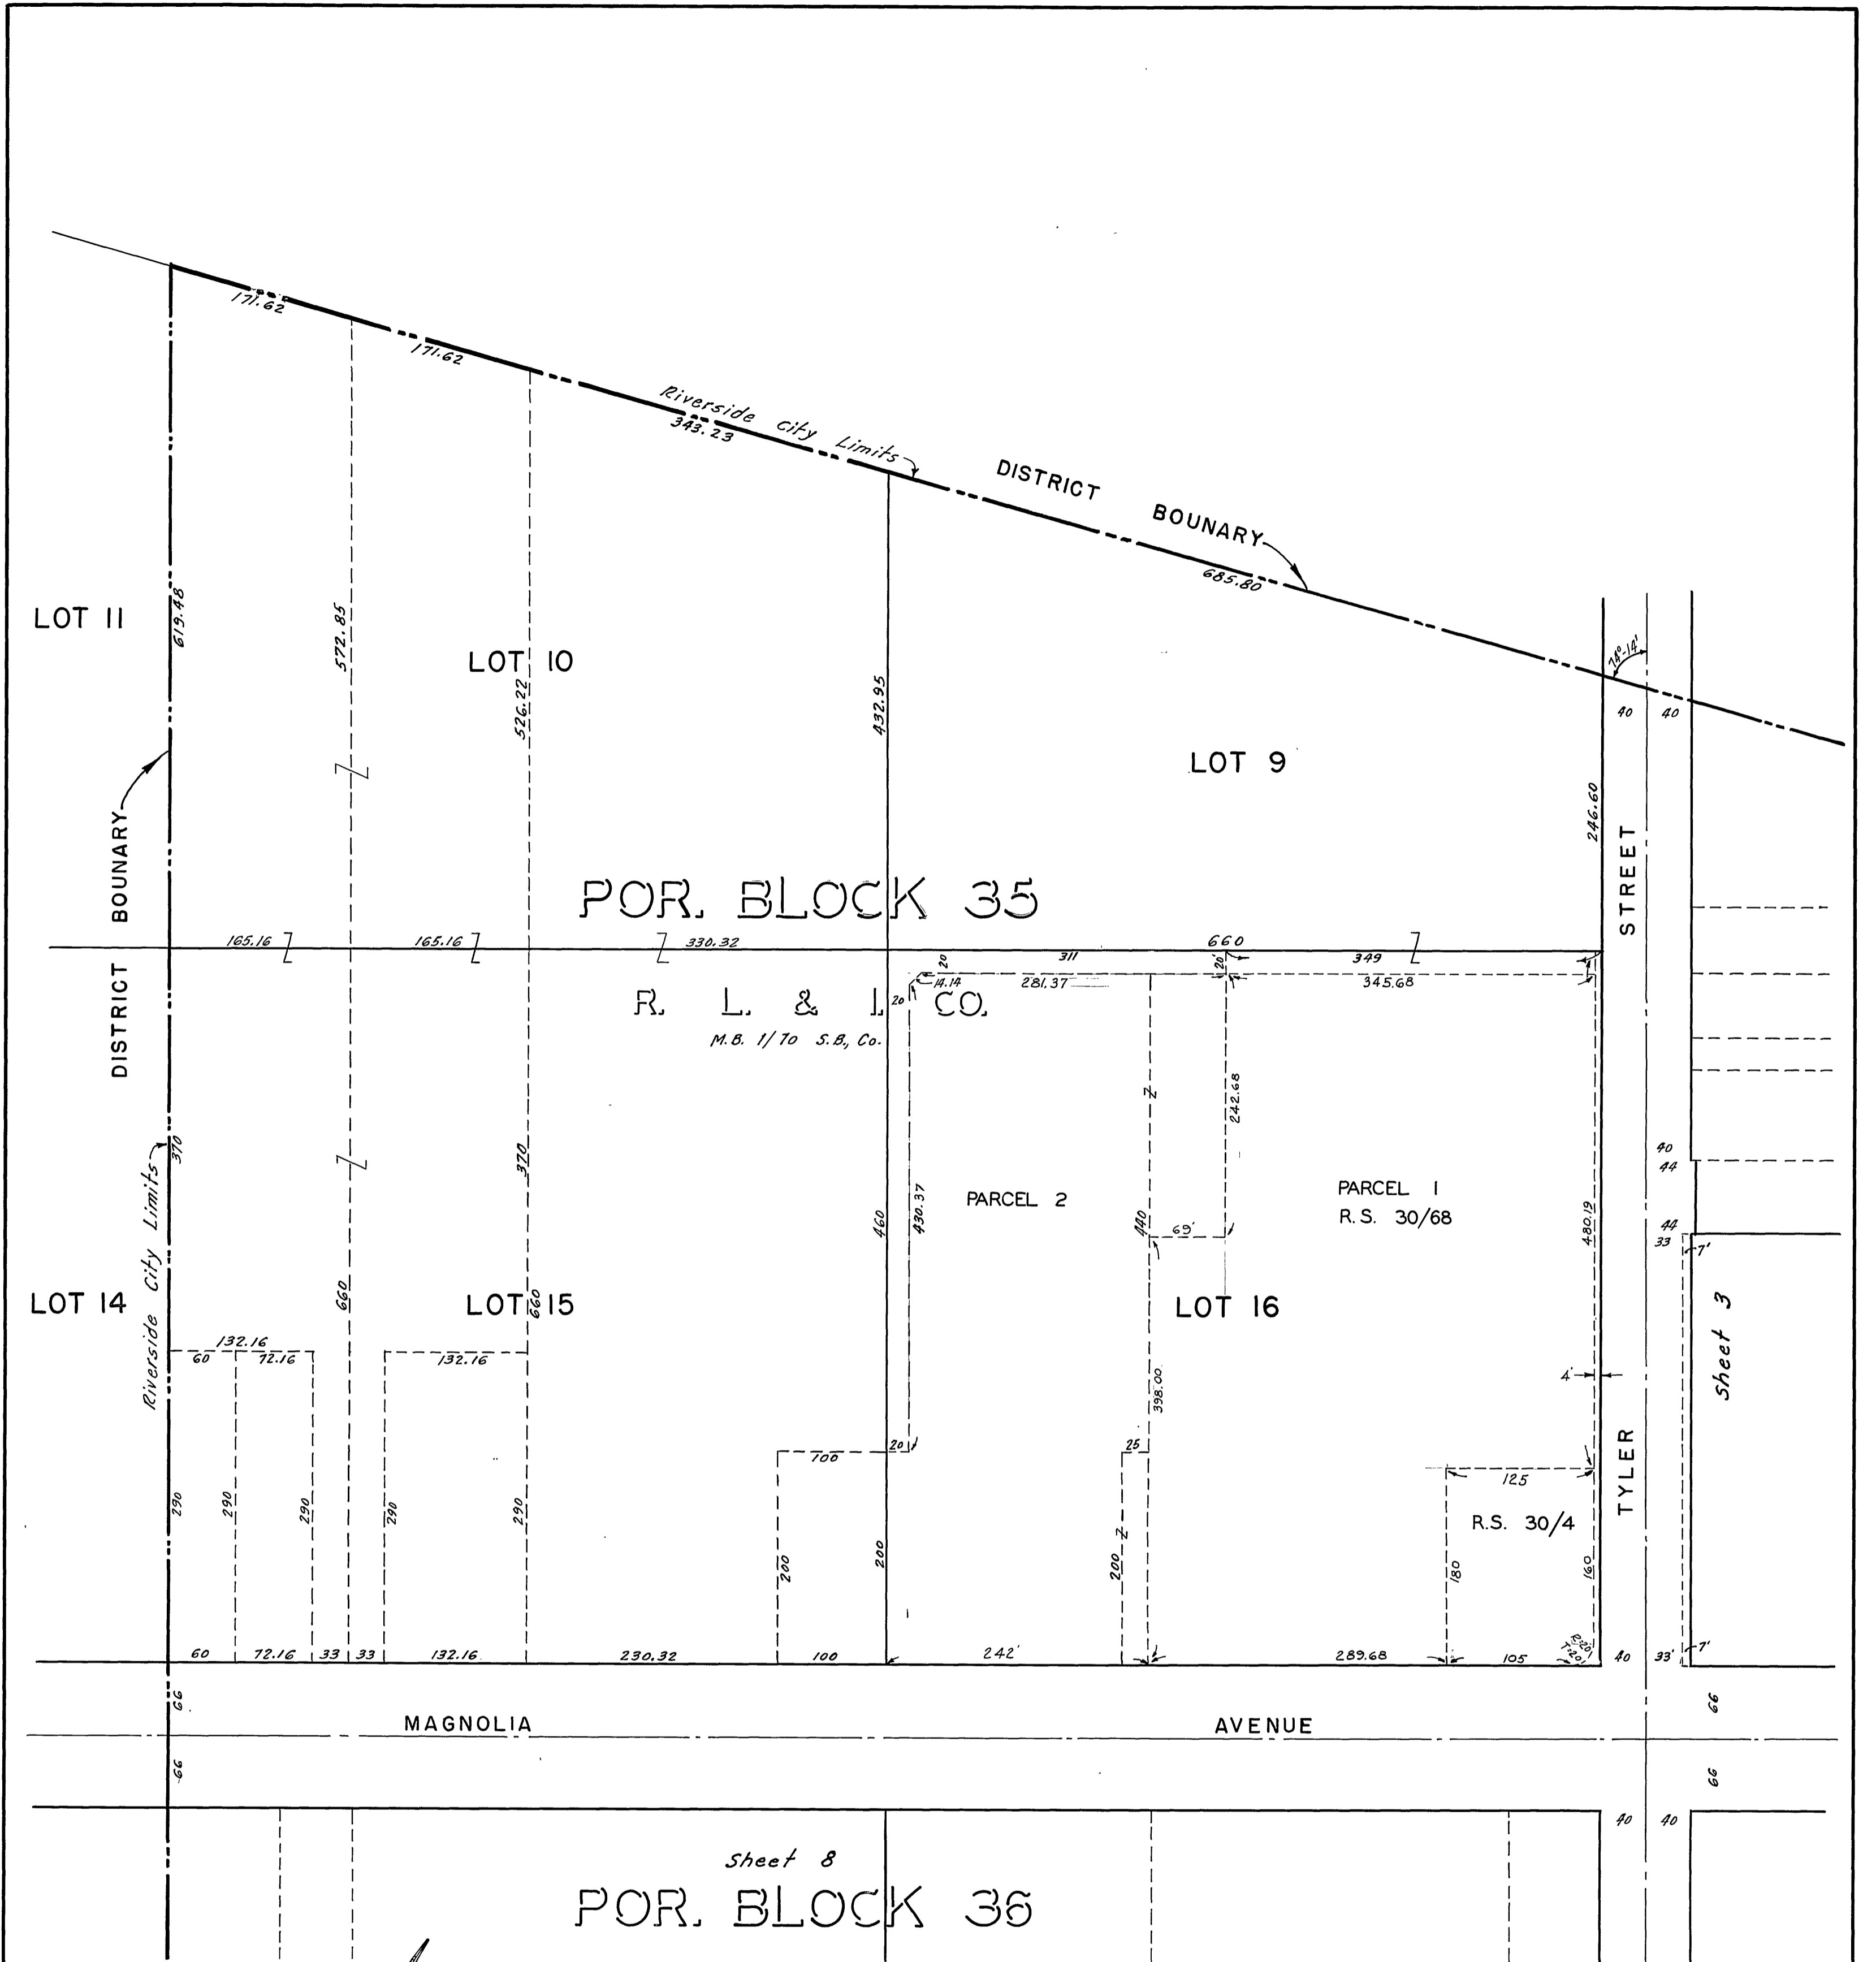 171.62
171.62
Riverside City Limits
343.23
DISTRICT BOUNARY
685.80
74°-14'
LOT 11
619.48
572.85
LOT 10
526.22
432.95
LOT 9
40 40
246.60
STREET
DISTRICT BOUNARY
POR. BLOCK 35
165.16 165.16 330.32 660
20 311 20' 349
14.14 281.37 345.68
R. L. & I. CO.
20
M.B. 1/70 S.B., Co.
370
370
242.68
40
44
Riverside City Limits
460
430.37
PARCEL 2
440
69'
PARCEL 1
R.S. 30/68
480.19
44
33 7'
LOT 14
660
LOT 15
660
LOT 16
Sheet 3
132.16
60 72.16 132.16
398.00
4'
20 25
100
125
TYLER
290 290 290 290 290
200 200 200
R.S. 30/4
180 160
R=20'
T=20'
60 72.16 33 33 132.16 230.32 100 242' 289.68 105 40 33' 7'
66 66
MAGNOLIA AVENUE
66 66
40 40
Sheet 8
POR. BLOCK 36